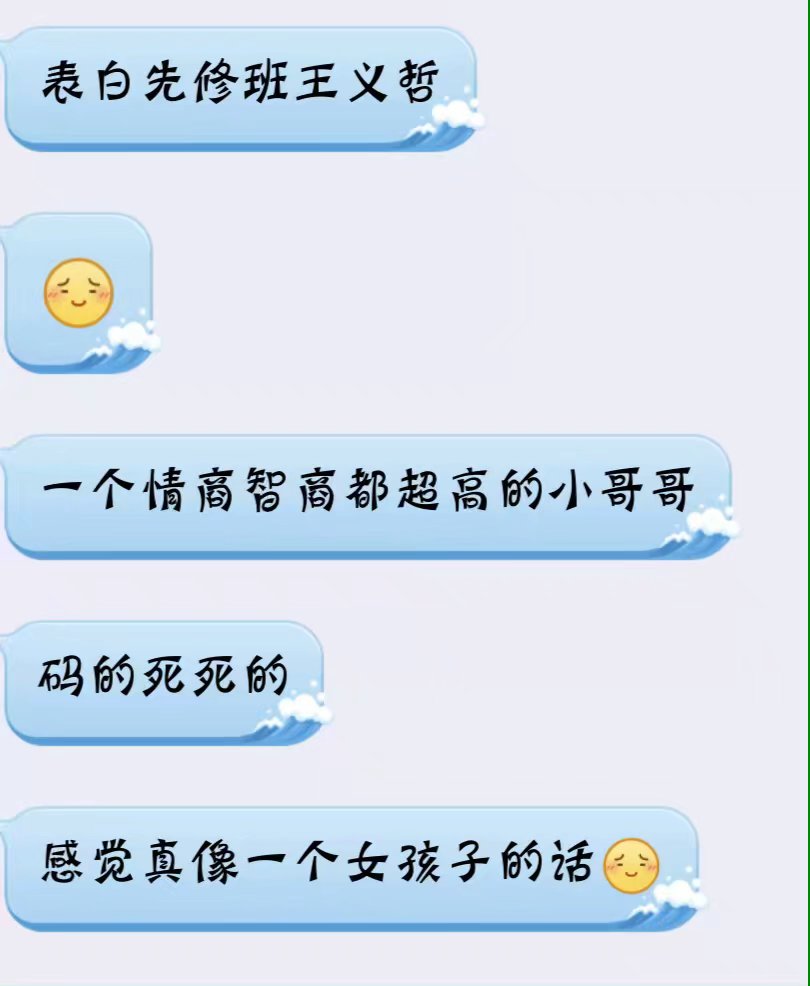 表白先修班王义哲
一个情商智商都超高的小哥哥
码的死死的
感觉真像一个女孩子的话